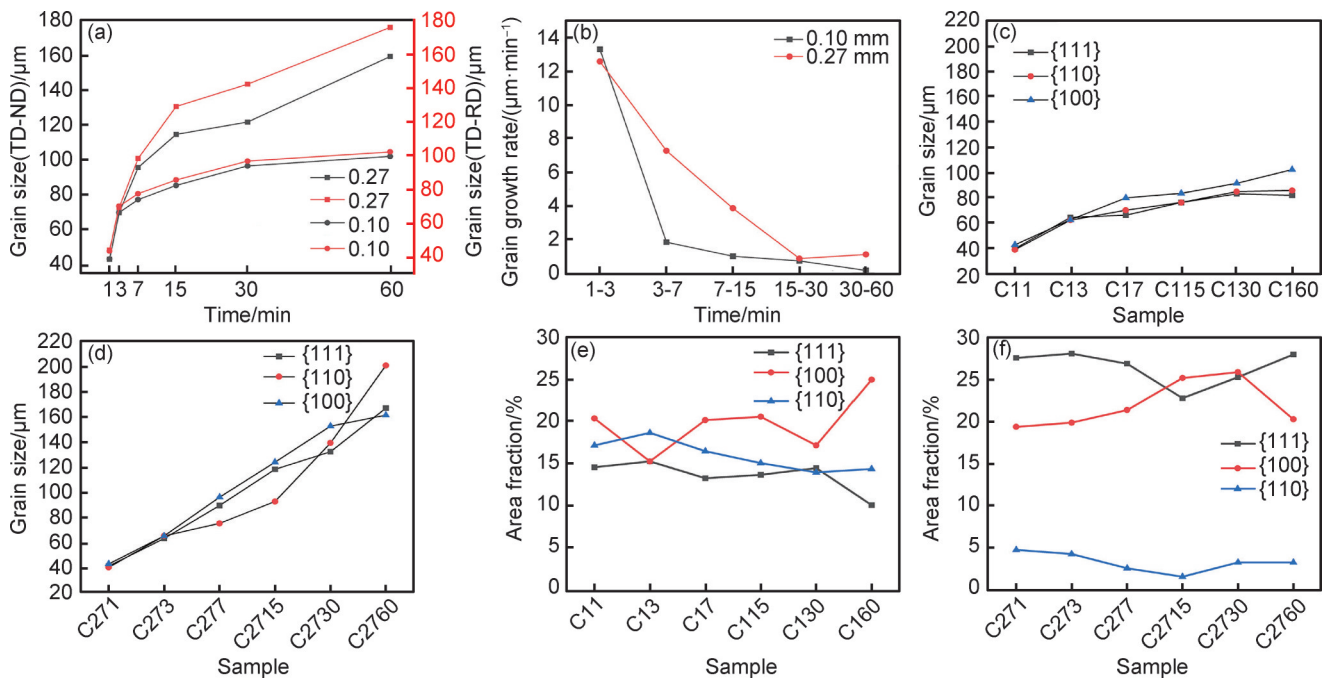 (a)
Grain size(TD-ND)/μm
180
160
140
120
100
80
60
40
180
160
140
120
100
80
60
40
Grain size(TD-RD)/μm
0.27
0.27
0.10
0.10
1 3 7 15 30 60
Time/min
(b)
Grain growth rate/(μm·min⁻¹)
14
12
10
8
6
4
2
0
0.10 mm
0.27 mm
1-3 3-7 7-15 15-30 30-60
Time/min
(c)
Grain size/μm
220
200
180
160
140
120
100
80
60
40
20
{111}
{110}
{100}
C11 C13 C17 C115 C130 C160
Sample
(d)
Grain size/μm
220
200
180
160
140
120
100
80
60
40
20
{111}
{110}
{100}
C271 C273 C277 C2715 C2730 C2760
Sample
(e)
Area fraction/%
30
25
20
15
10
5
0
{111}
{100}
{110}
C11 C13 C17 C115 C130 C160
Sample
(f)
Area fraction/%
30
25
20
15
10
5
0
{111}
{100}
{110}
C271 C273 C277 C2715 C2730 C2760
Sample